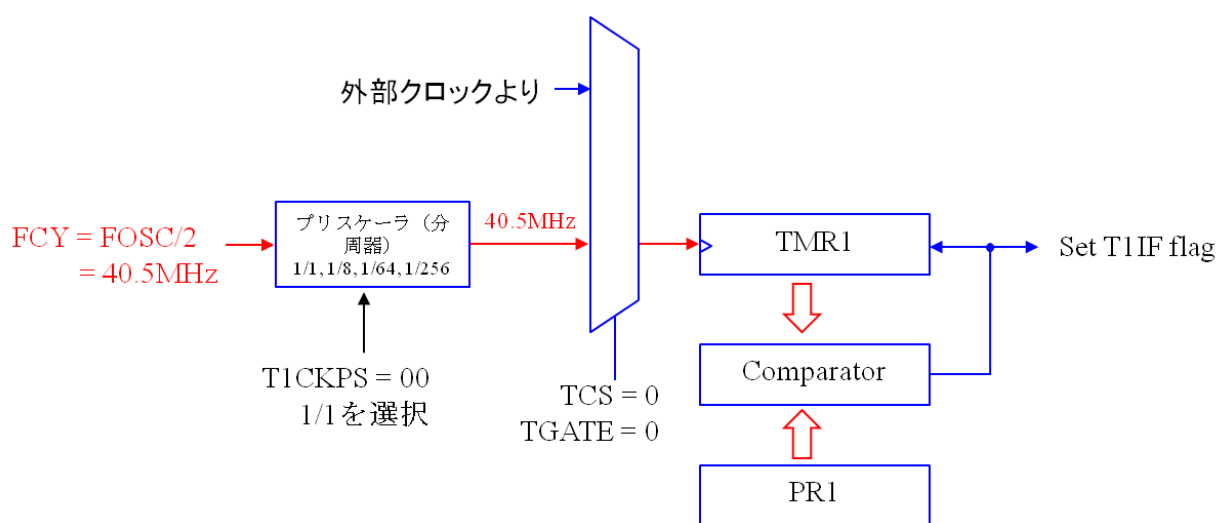 外部クロックより
FCY = FOSC/2
= 40.5MHz
プリスケーラ（分
周器）
1/1,1/8,1/64,1/256
40.5MHz
TMR1
Set T1IF flag
T1CKPS = 00
1/1を選択
TCS = 0
TGATE = 0
Comparator
PR1